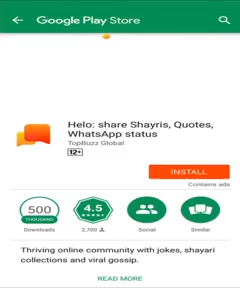 Google Play Store
Helo: share Shayris, Quotes,
WhatsApp status
TopBuzz Global
12+
INSTALL
Contains ads
500
THOUSAND
4.5
Downloads
2,700
Social
Similar
Thriving online community with jokes, shayari
collections and viral gossip.
READ MORE